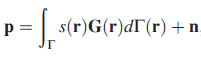 p = ∫_Γ s(r)G(r)dΓ(r) + n